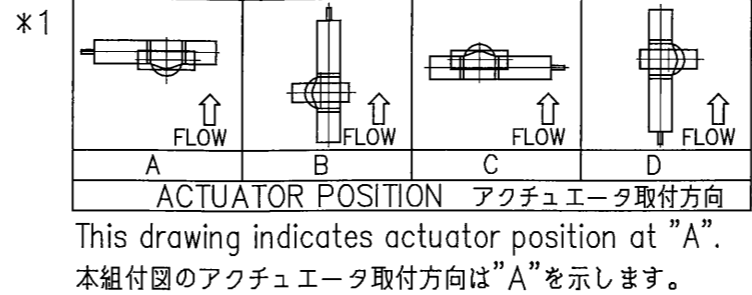 *1
FLOW FLOW FLOW FLOW
A B C D
ACTUATOR POSITION アクチュエータ取付方向
This drawing indicates actuator position at "A".
本組付図のアクチュエータ取付方向は"A"を示します。